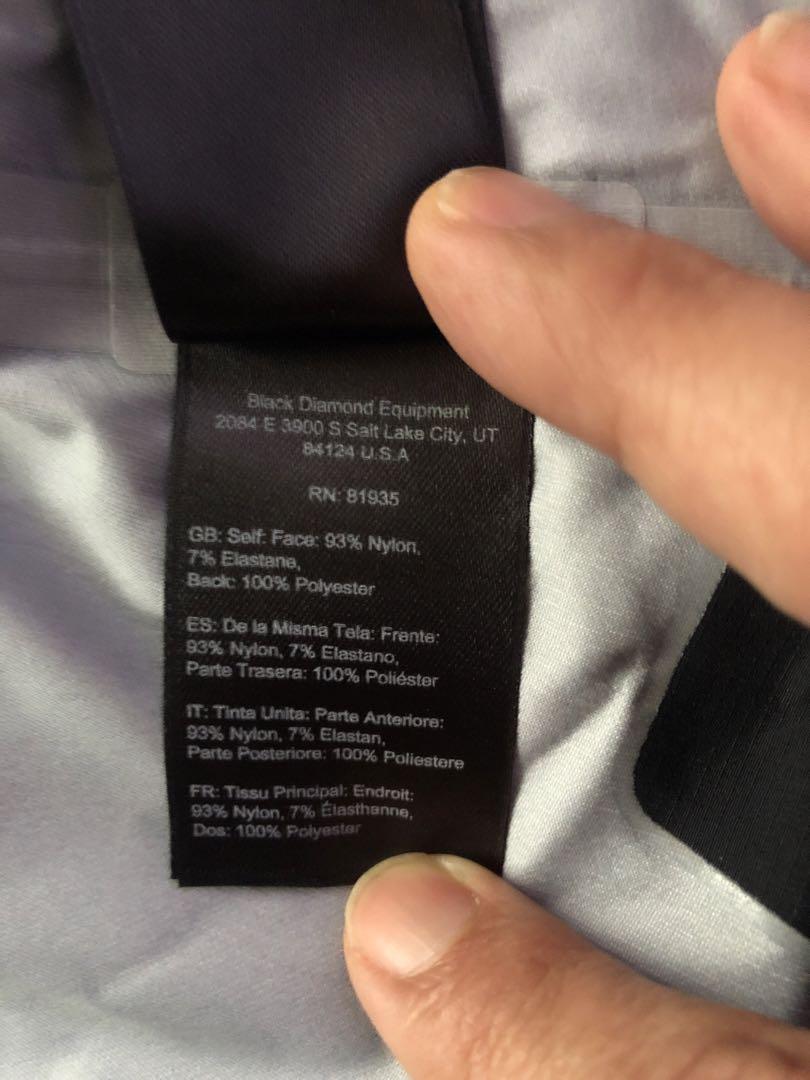 Black Diamond Equipment
2084 E 3900 S Salt Lake City, UT
84124 U.S.A
RN: 81935
GB: Self: Face: 93% Nylon,
7% Elastane,
Back: 100% Polyester
ES: De la Misma Tela: Frente:
93% Nylon, 7% Elastano,
Parte Trasera: 100% Poliéster
IT: Tinta Unita: Parte Anteriore:
93% Nylon, 7% Elastan,
Parte Posteriore: 100% Poliestere
FR: Tissu Principal: Endroit:
93% Nylon, 7% Élasthanne,
Dos: 100% Polyester